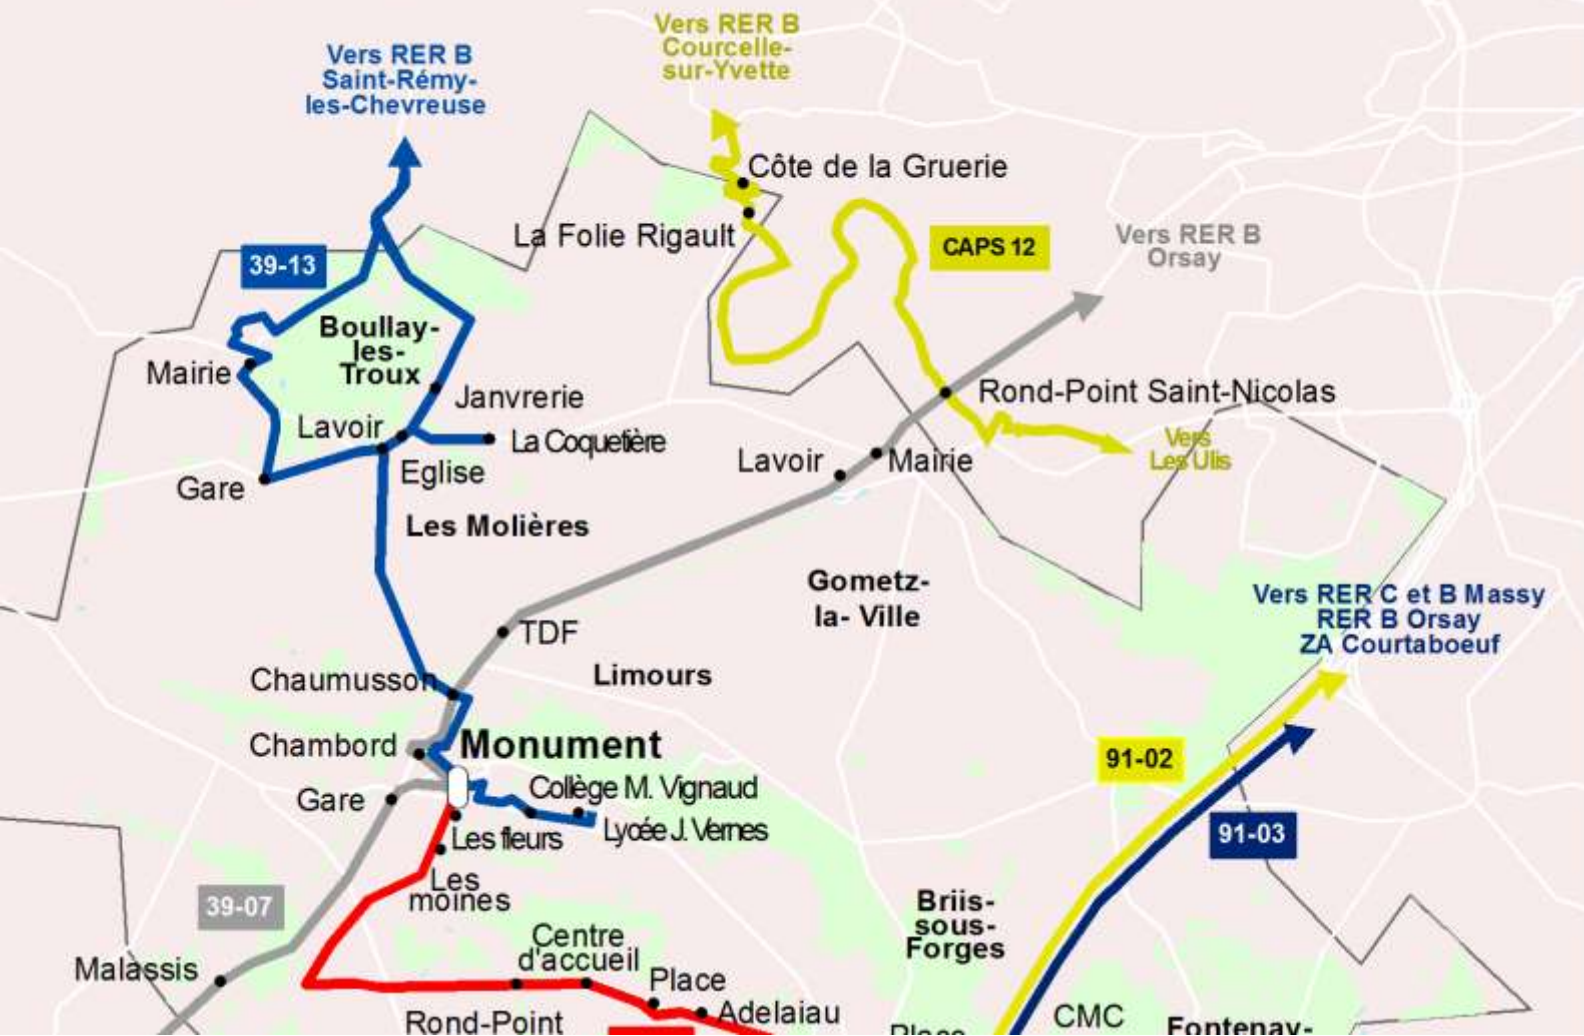 Vers RER B
Saint-Rémy-
les-Chevreuse
Vers RER B
Courcelle-
sur-Yvette
Côte de la Gruerie
La Folie Rigault
CAPS 12
Vers RER B
Orsay
39-13
Boullay-
les-
Troux
Mairie
Janvrerie
Lavoir
La Coquetière
Eglise
Gare
Les Molières
Rond-Point Saint-Nicolas
Vers
Les Ulis
Lavoir
Mairie
Gometz-
la- Ville
Vers RER C et B Massy
RER B Orsay
ZA Courtaboeuf
TDF
Limours
Chaumusson
Chambord
Monument
Gare
Collège M. Vignaud
Lycée J. Vernes
Les fleurs
Les
moines
91-02
91-03
39-07
Briis-
sous-
Forges
Malassis
Centre
d'accueil
Place
Adelaiau
Rond-Point
Place
CMC
Fontenay-